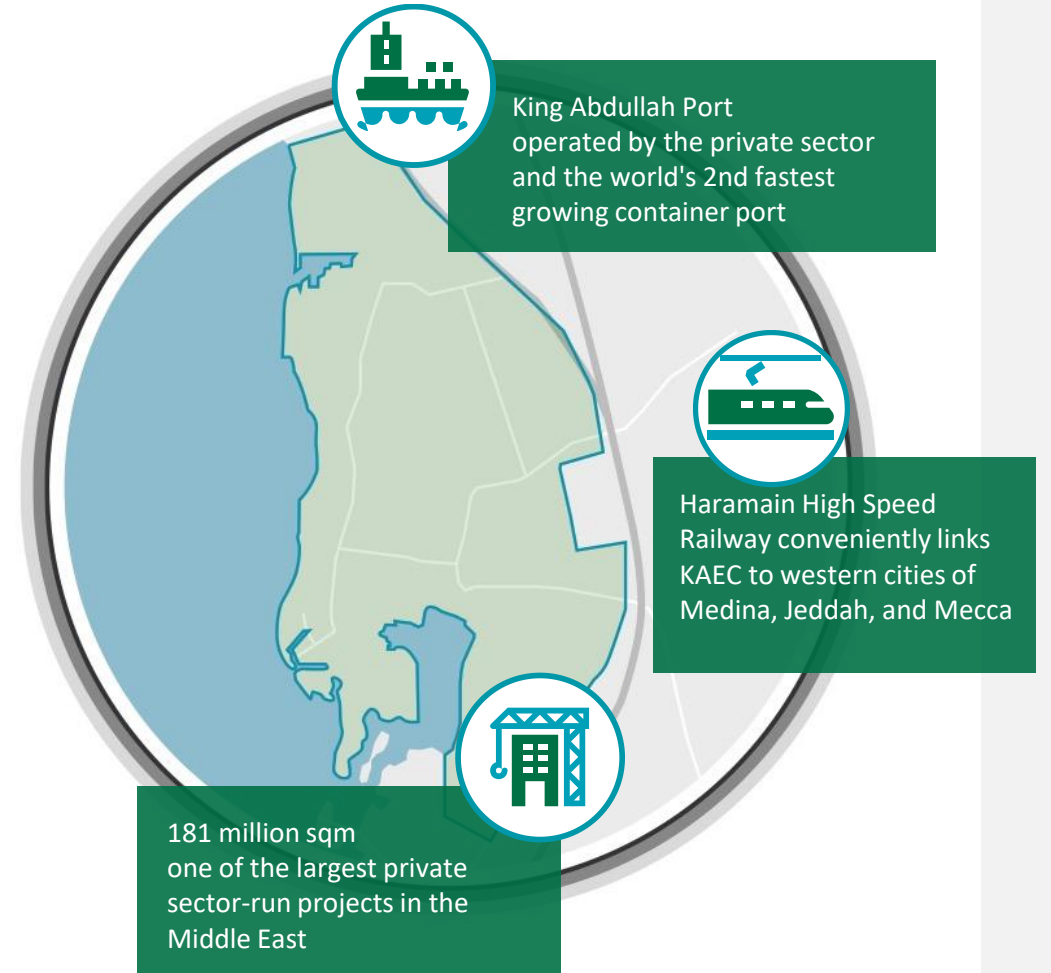 King Abdullah Port
operated by the private sector
and the world's 2nd fastest
growing container port
Haramain High Speed
Railway conveniently links
KAEC to western cities of
Medina, Jeddah, and Mecca
181 million sqm
one of the largest private
sector-run projects in the
Middle East